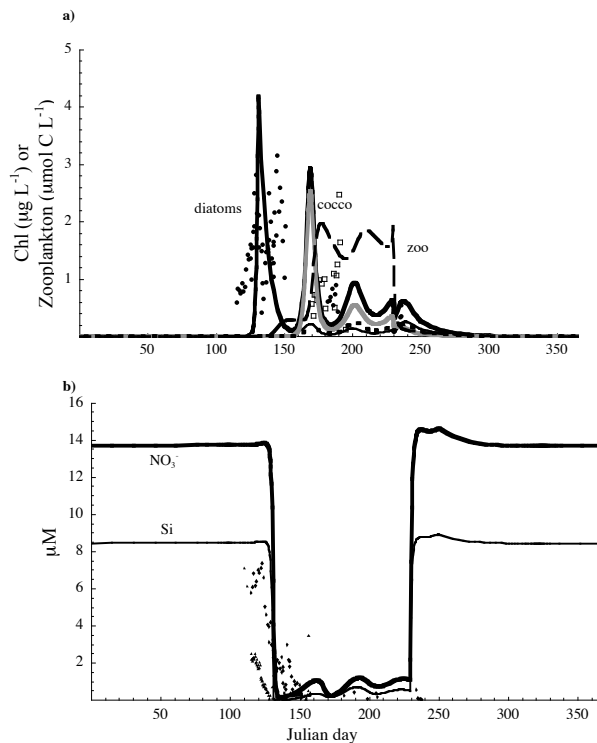 a)
5
4
3
2
1
Chl (μg L⁻¹) or
Zooplankton (μmol C L⁻¹)
diatoms
cocco
zoo
50 100 150 200 250 300 350
b)
16
14
12
10
8
6
4
2
μM
NO₃⁻
Si
50 100 150 200 250 300 350
Julian day